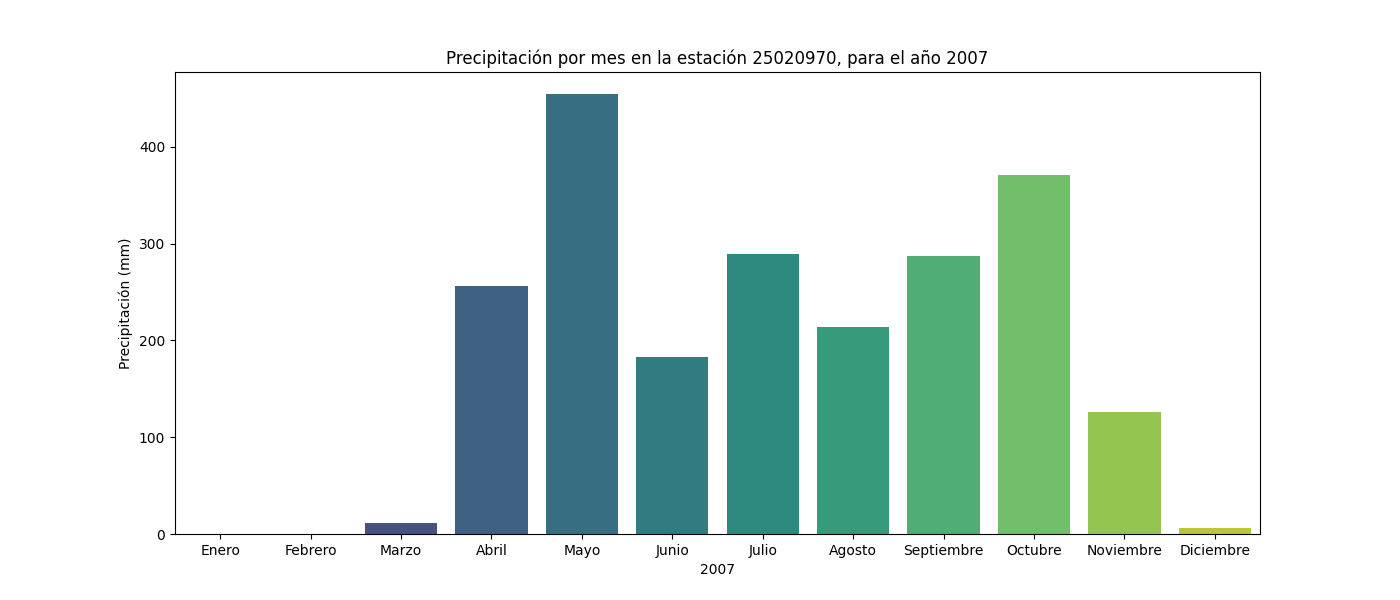 Precipitación por mes en la estación 25020970, para el año 2007
Precipitación (mm)
400
300
200
100
0
Enero Febrero Marzo Abril Mayo Junio Julio Agosto Septiembre Octubre Noviembre Diciembre
2007